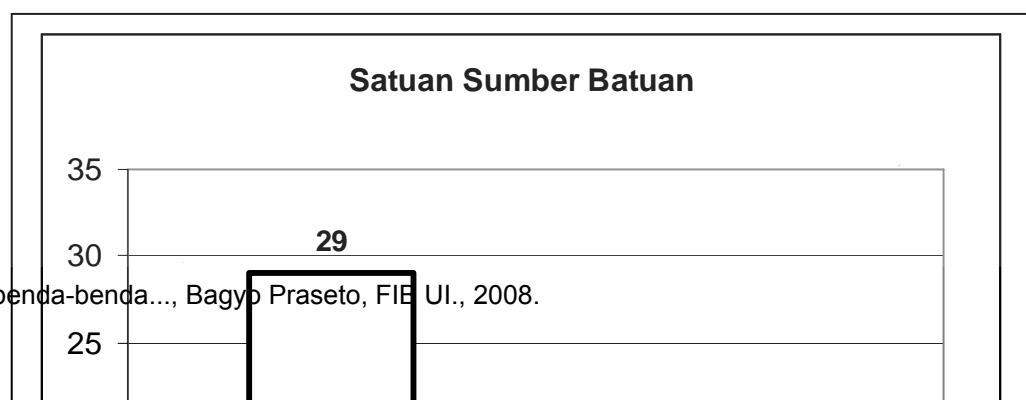 Satuan Sumber Batuan
35
29
30
benda-benda..., Bagyo Praseto, FIB UI., 2008.
25